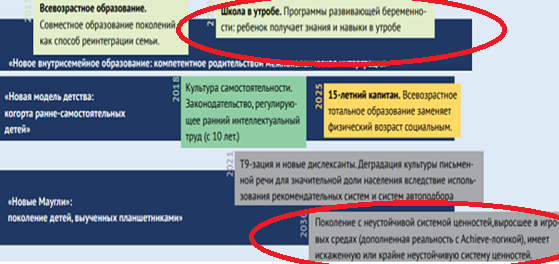 Всевозрастное образование.
Совместное образование поколений,
как способ реинтеграции семьи.
Школа в утробе. Программы развивающей беременно-
сти; ребенок получает знания и навыки в утробе
«Новое внутрисемейное образование: компетентное родительство
2018
Культура самостоятельности.
Законодательство, регулирую-
щее ранний интеллектуальный
труд (с 10 лет.)
2025
15-летний капитан. Всевозрастное
тотальное образование заменяет
физический возраст социальным.
«Новая модель детства:
когорта ранне-самостоятельных
детей»
2021
Т9-зация и новые дислексанты. Деградация культуры письмен-
ной речи для значительной доли населения вследствие исполь-
зования рекомендательных систем и систем автоподбора
«Новые Маугли»:
поколение детей, выученных планшетниками»
Поколение с неустойчивой системой ценностей,выросшее в игро-
вых средах (дополненная реальность с Achieve-логикой), имеет
искаженную или крайне неустойчивую систему ценностей.